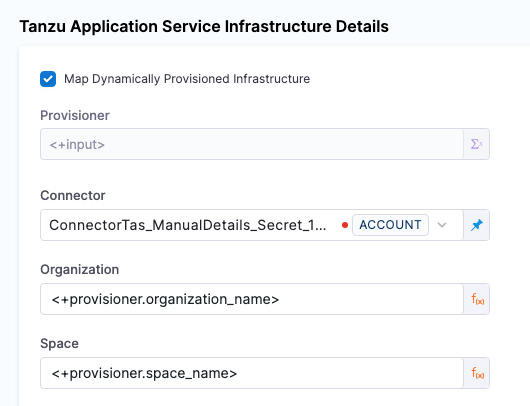 Tanzu Application Service Infrastructure Details
Map Dynamically Provisioned Infrastructure
Provisioner
<+input>
Connector
ConnectorTas_ManualDetails_Secret_1... ACCOUNT
Organization
<+provisioner.organization_name> f(x)
Space
<+provisioner.space_name> f(x)